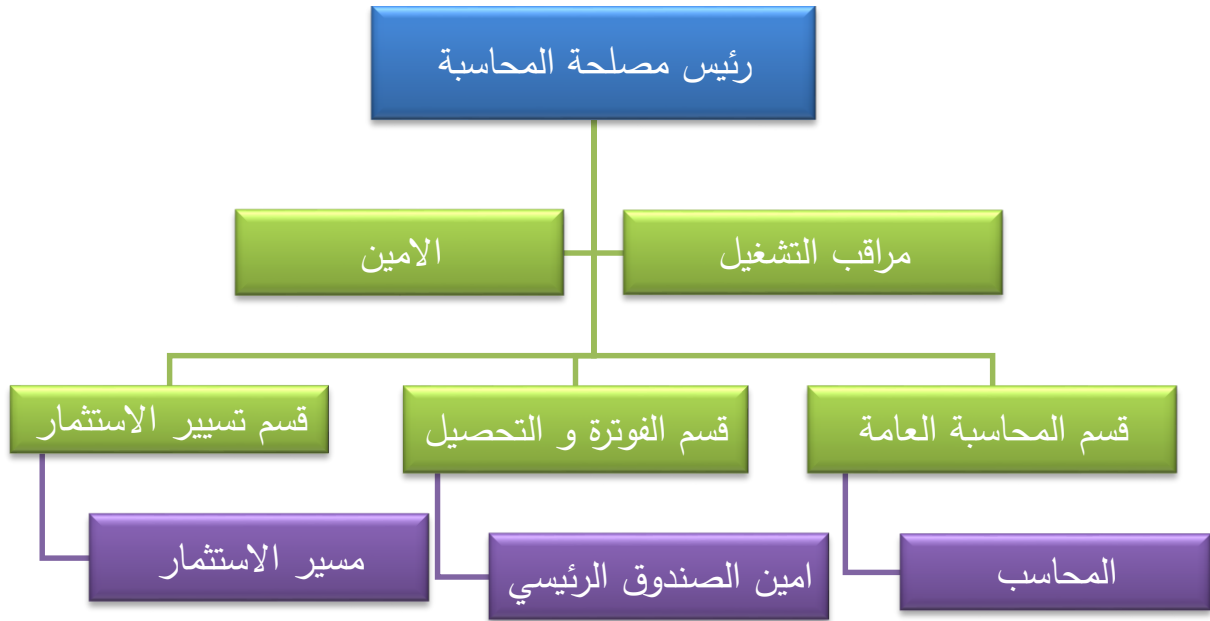 رئيس مصلحة المحاسبة
مراقب التشغيل
الامين
قسم المحاسبة العامة
قسم الفوترة و التحصيل
قسم تسيير الاستثمار
المحاسب
امين الصندوق الرئيسي
مسير الاستثمار